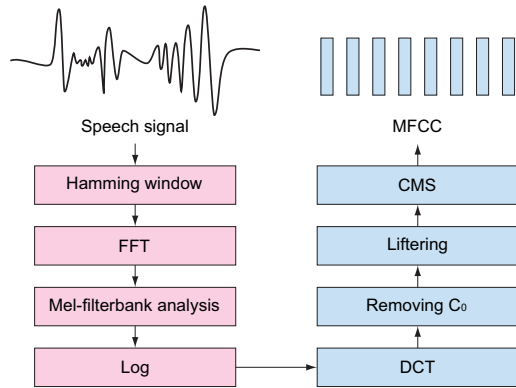 Speech signal
Hamming window
FFT
Mel-filterbank analysis
Log
MFCC
CMS
Liftering
Removing C₀
DCT